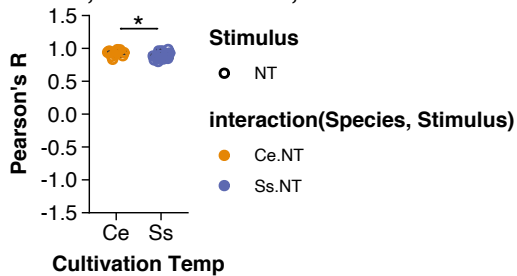 1.5
1.0
0.5
0.0
-0.5
-1.0
-1.5
Pearson's R
*
Ce Ss
Cultivation Temp
Stimulus
NT
interaction(Species, Stimulus)
Ce.NT
Ss.NT